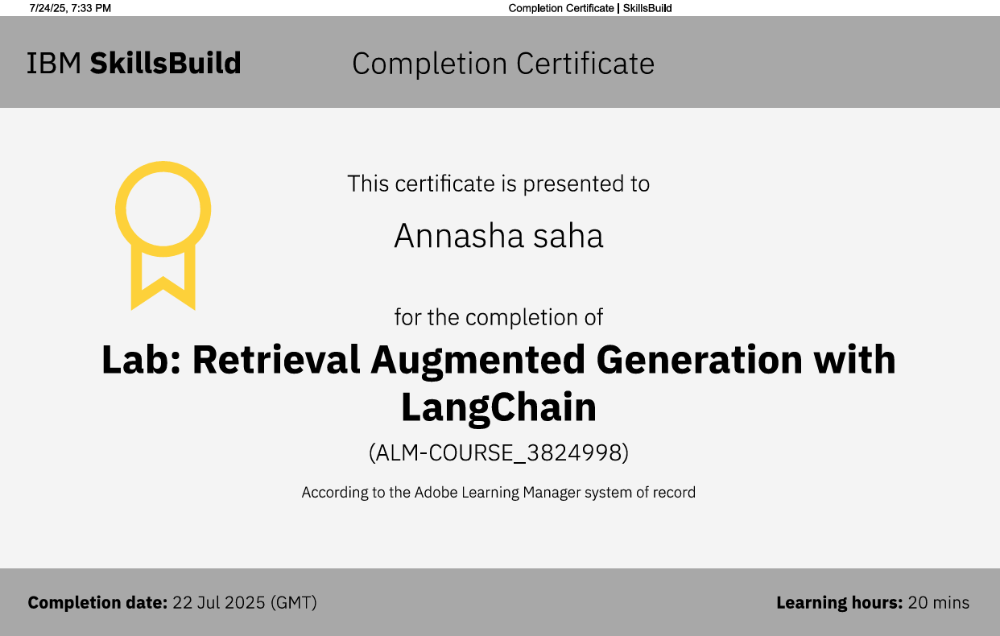 7/24/25, 7:33 PM
Completion Certificate | SkillsBuild
IBM SkillsBuild
Completion Certificate
This certificate is presented to
Annasha saha
for the completion of
Lab: Retrieval Augmented Generation with
LangChain
(ALM-COURSE_3824998)
According to the Adobe Learning Manager system of record
Completion date: 22 Jul 2025 (GMT)
Learning hours: 20 mins